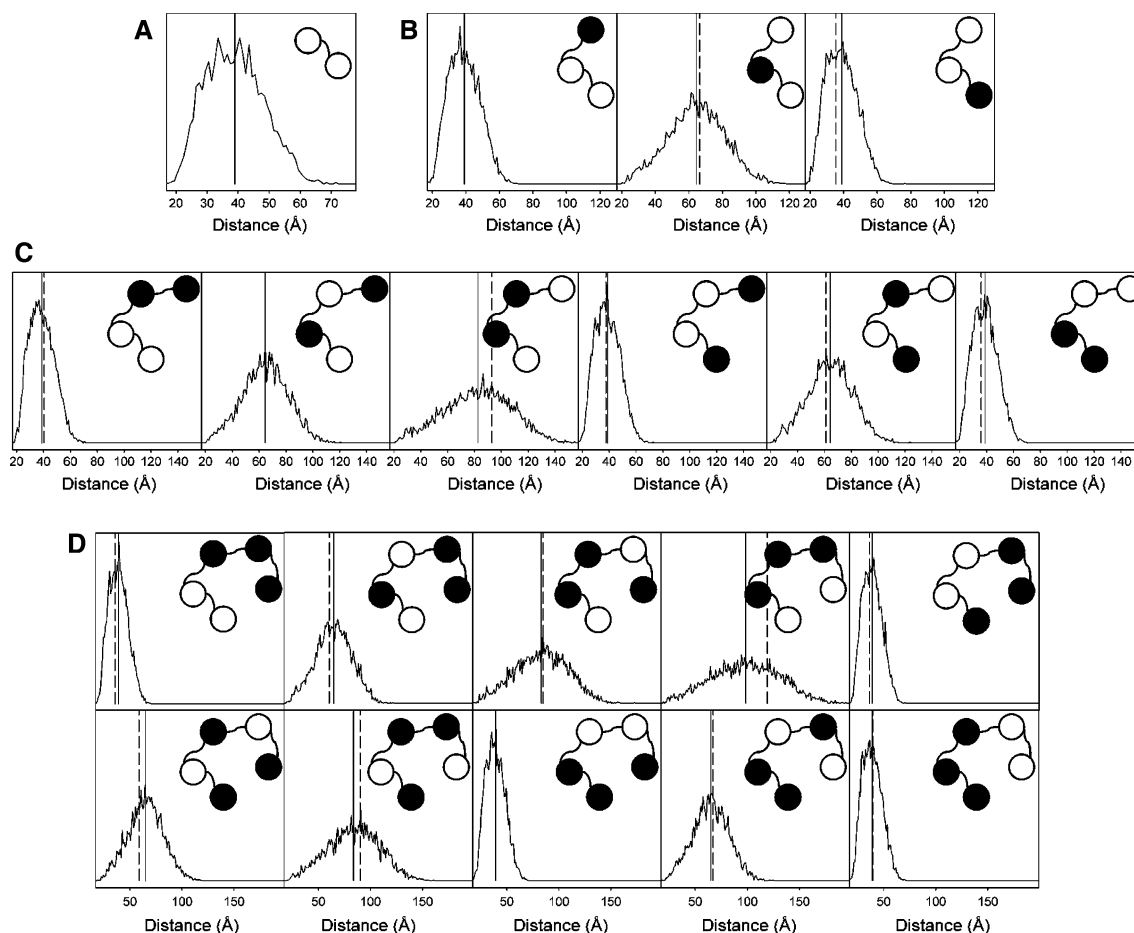 A
B
20 30 40 50 60 70
20 40 60 80 100 120 20 40 60 80 100 120 20 40 60 80 100 120
Distance (Å) Distance (Å) Distance (Å) Distance (Å)
C
20 40 60 80 100 120 140 20 40 60 80 100 120 140 20 40 60 80 100 120 140 20 40 60 80 100 120 140 20 40 60 80 100 120 140 20 40 60 80 100 120 140
Distance (Å) Distance (Å) Distance (Å) Distance (Å) Distance (Å) Distance (Å)
D
50 100 150 50 100 150 50 100 150 50 100 150 50 100 150
Distance (Å) Distance (Å) Distance (Å) Distance (Å) Distance (Å)